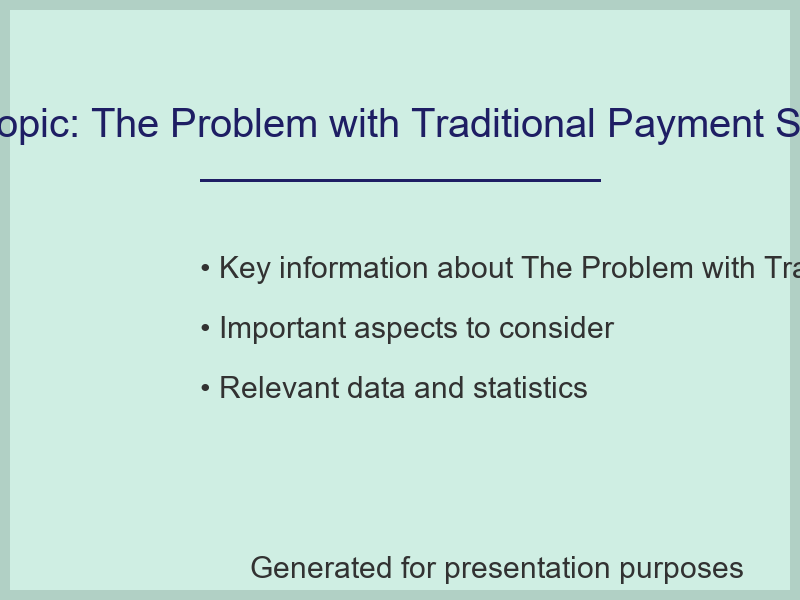 opic: The Problem with Traditional Payment S
• Key information about The Problem with Tra
• Important aspects to consider
• Relevant data and statistics
Generated for presentation purposes